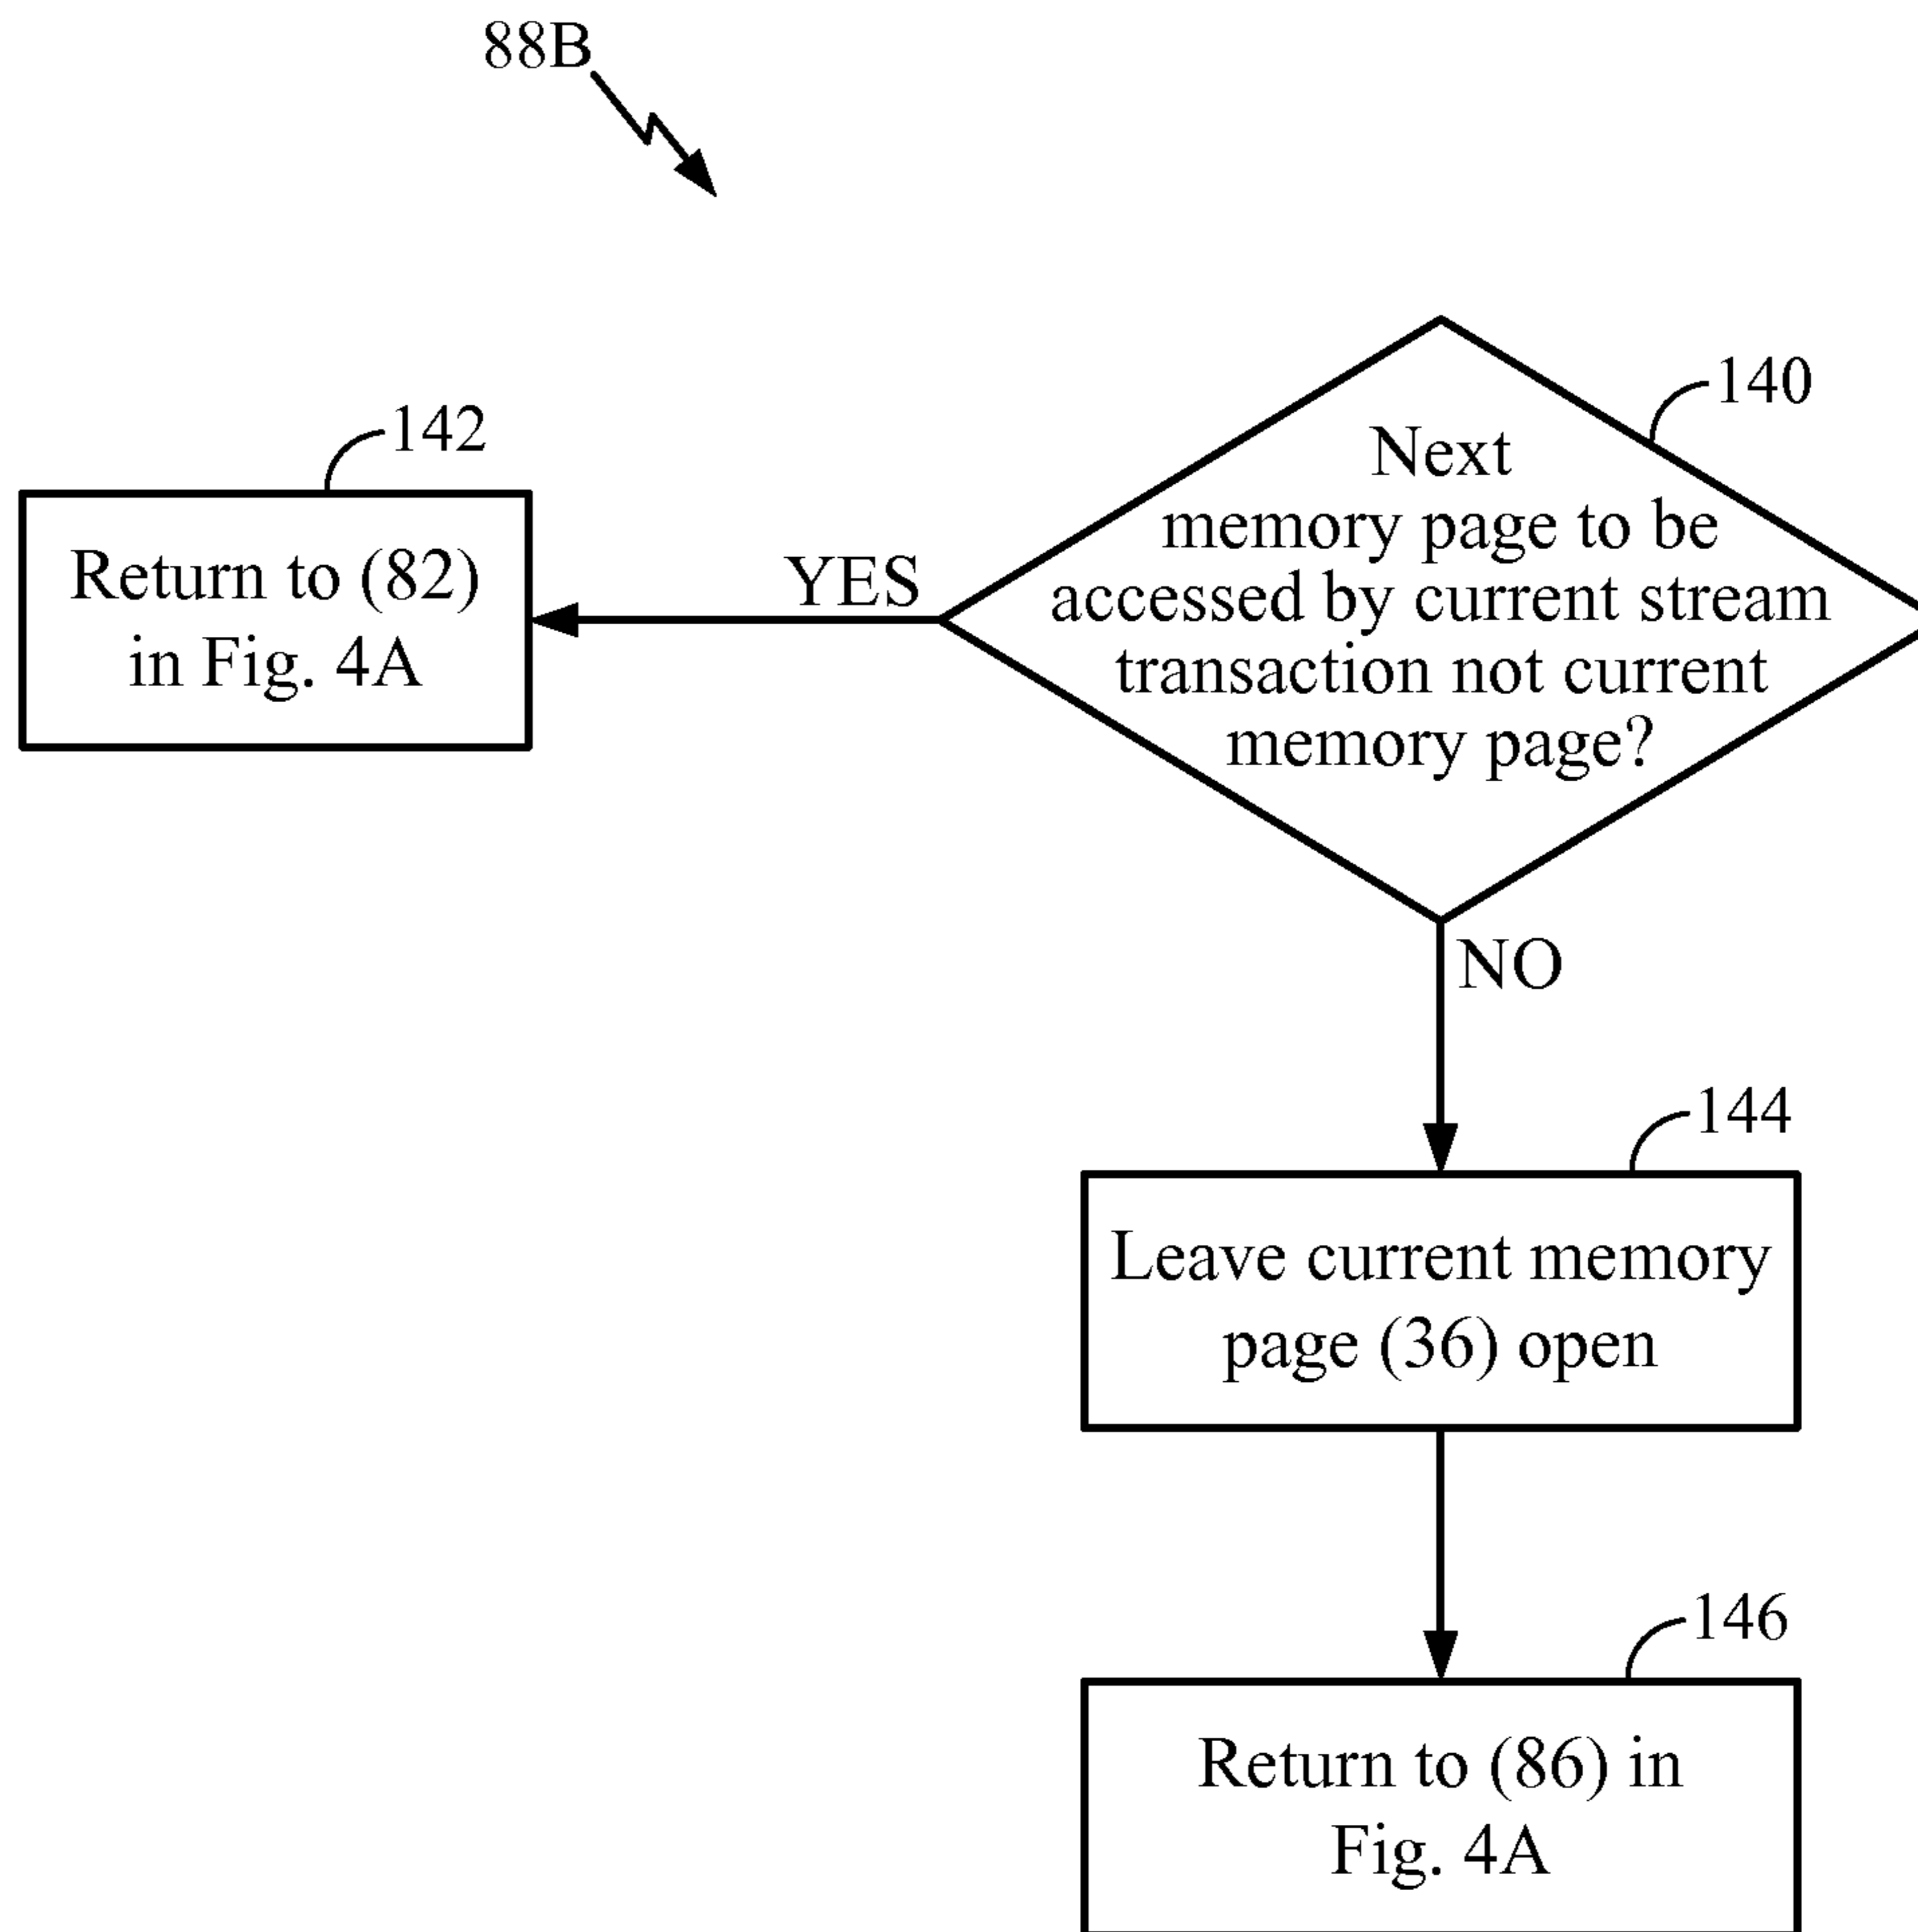 88B
140
Next
memory page to be
accessed by current stream
transaction not current
memory page?
YES
142
Return to (82)
in Fig. 4A
NO
144
Leave current memory
page (36) open
146
Return to (86) in
Fig. 4A